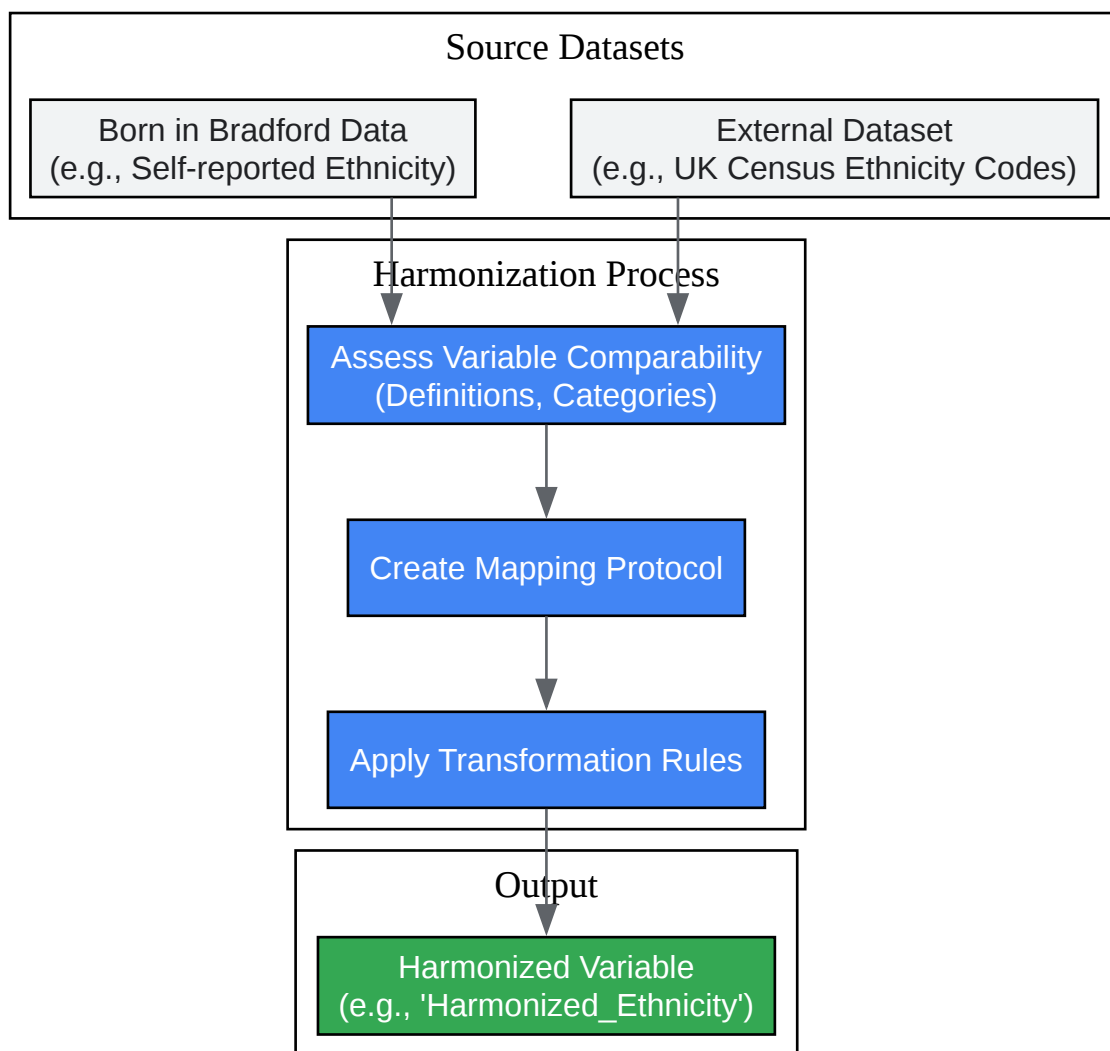 Source Datasets
Born in Bradford Data
(e.g., Self-reported Ethnicity)
External Dataset
(e.g., UK Census Ethnicity Codes)
Harmonization Process
Assess Variable Comparability
(Definitions, Categories)
Create Mapping Protocol
Apply Transformation Rules
Output
Harmonized Variable
(e.g., 'Harmonized_Ethnicity')